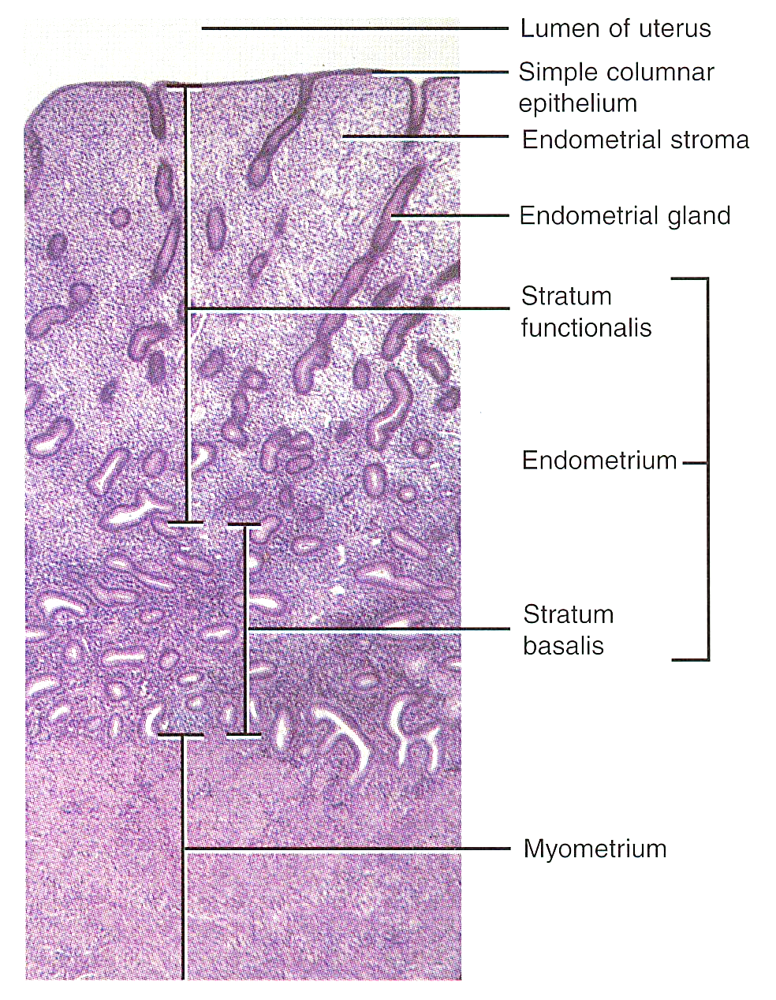 Lumen of uterus
Simple columnar
epithelium
Endometrial stroma
Endometrial gland
Stratum
functionalis
Endometrium
Stratum
basalis
Myometrium